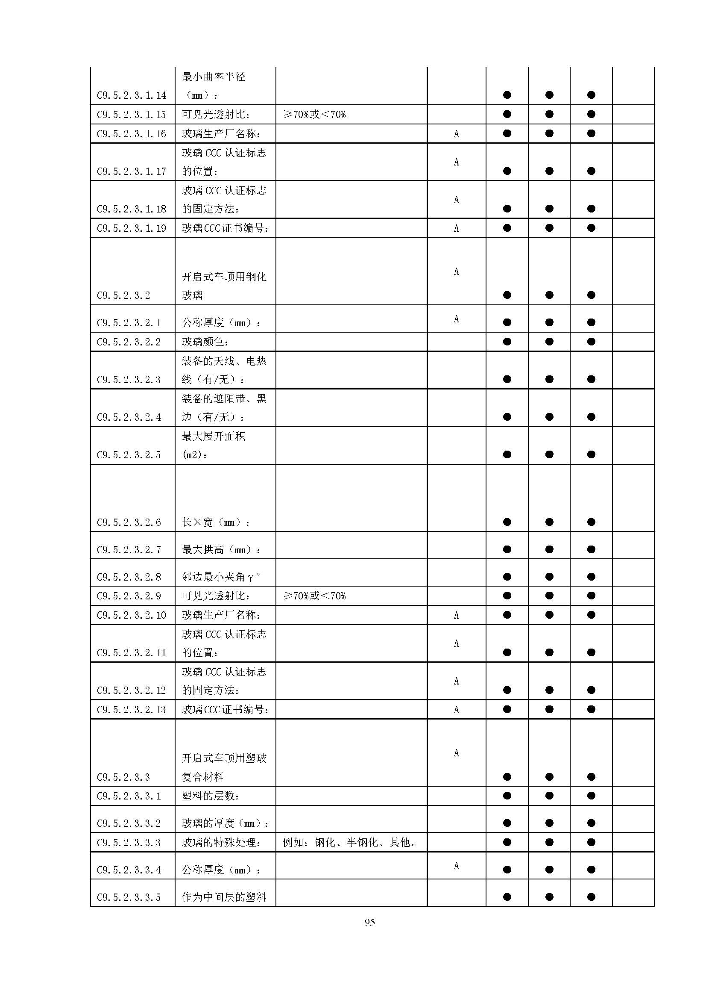 最小曲率半径
C9.5.2.3.1.14 （mm）： ● ● ●
C9.5.2.3.1.15 可见光透射比： ≥70%或＜70% ● ● ●
C9.5.2.3.1.16 玻璃生产厂名称： A ● ● ●
玻璃 CCC 认证标志
C9.5.2.3.1.17 的位置： A ● ● ●
玻璃 CCC 认证标志
C9.5.2.3.1.18 的固定方法： A ● ● ●
C9.5.2.3.1.19 玻璃CCC证书编号： A ● ● ●
开启式车顶用钢化
C9.5.2.3.2 玻璃 A ● ● ●
C9.5.2.3.2.1 公称厚度（mm）： A ● ● ●
C9.5.2.3.2.2 玻璃颜色： ● ● ●
装备的天线、电热
C9.5.2.3.2.3 线（有/无）： ● ● ●
装备的遮阳带、黑
C9.5.2.3.2.4 边（有/无）： ● ● ●
最大展开面积
C9.5.2.3.2.5 (m2)： ● ● ●
C9.5.2.3.2.6 长×宽（mm）： ● ● ●
C9.5.2.3.2.7 最大拱高（mm）： ● ● ●
C9.5.2.3.2.8 邻边最小夹角γ° ● ● ●
C9.5.2.3.2.9 可见光透射比： ≥70%或＜70% ● ● ●
C9.5.2.3.2.10 玻璃生产厂名称： A ● ● ●
玻璃 CCC 认证标志
C9.5.2.3.2.11 的位置： A ● ● ●
玻璃 CCC 认证标志
C9.5.2.3.2.12 的固定方法： A ● ● ●
C9.5.2.3.2.13 玻璃CCC证书编号： A ● ● ●
开启式车顶用塑玻
C9.5.2.3.3 复合材料 A ● ● ●
C9.5.2.3.3.1 塑料的层数： ● ● ●
C9.5.2.3.3.2 玻璃的厚度（mm）： ● ● ●
C9.5.2.3.3.3 玻璃的特殊处理： 例如：钢化、半钢化、其他。 ● ● ●
C9.5.2.3.3.4 公称厚度（mm）： A ● ● ●
C9.5.2.3.3.5 作为中间层的塑料 ● ● ●
95